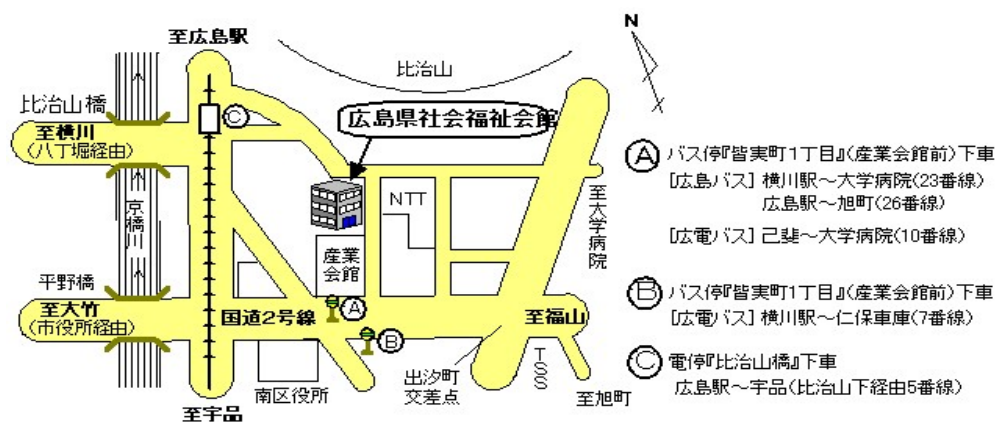 至広島駅
N
比治山
比治山橋
C
広島県社会福祉会館
至横川
(八丁堀経由)
京橋川
NTT
至大学病院
産業
会館
平野橋
至大竹
(市役所経由)
国道2号線
A
B
至福山
南区役所
出汐町
交差点
TSS
至旭町
至宇品
A バス停『皆実町1丁目』(産業会館前)下車
[広島バス] 横川駅～大学病院(23番線)
広島駅～旭町(26番線)
[広電バス] 己斐～大学病院(10番線)
B バス停『皆実町1丁目』(産業会館前)下車
[広電バス] 横川駅～仁保車庫(7番線)
C 電停『比治山橋』下車
広島駅～宇品(比治山下経由5番線)